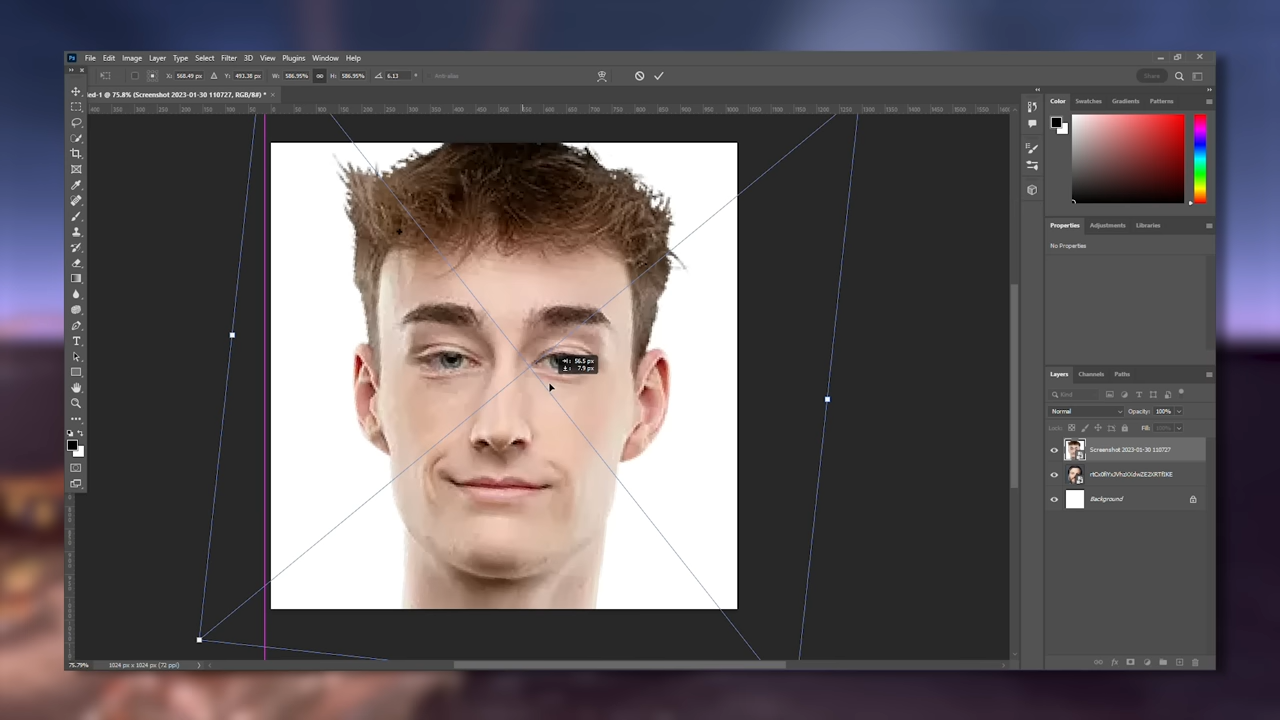 Ps File Edit Image Layer Type Select Filter 3D View Plugins Window Help
X: 568.49 px Y: 493.38 px W: 586.95% H: 586.95% 6.13 ° Anti-alias Share
ed-1 @ 75.8% (Screenshot 2023-01-30 110727, RGB/8#) * ×
Color Swatches Gradients Patterns
Properties Adjustments Libraries
No Properties
56.5 px
7.9 px
Layers Channels Paths
Kind
Normal Opacity: 100%
Lock: Fill: 100%
Screenshot 2023-01-30 110727
Background
75.79% 1024 px x 1024 px (72 ppi)